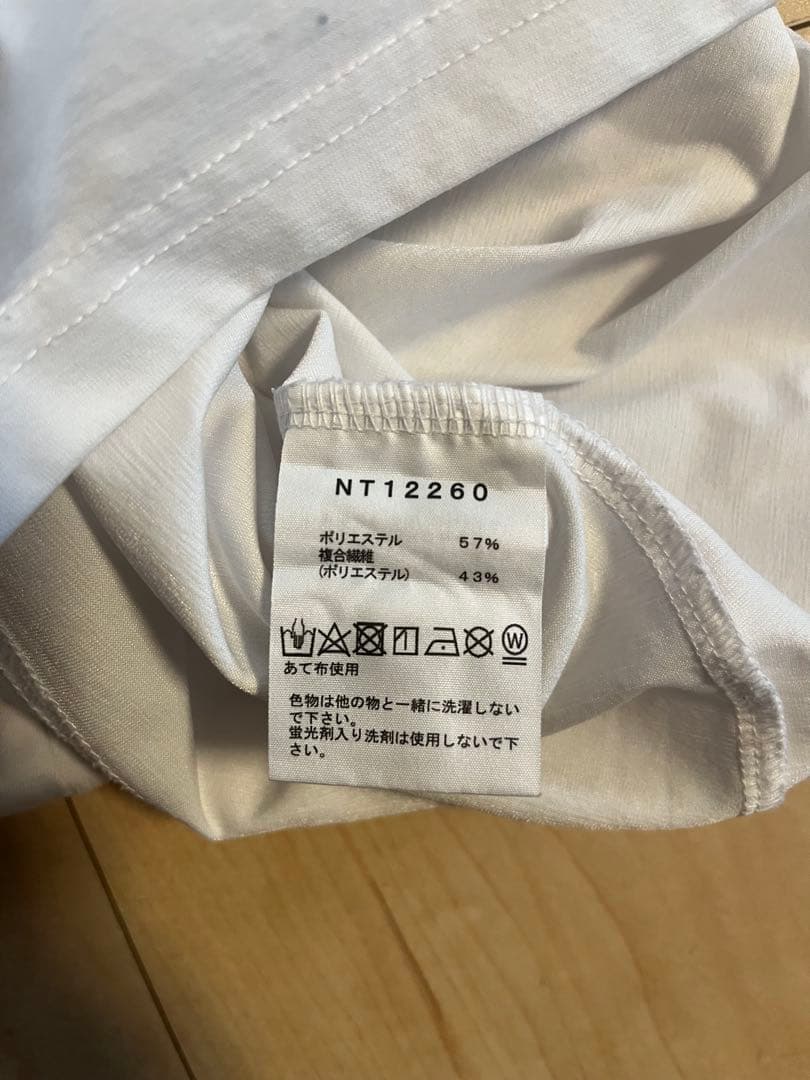 NT12260
ポリエステル 57%
複合繊維
(ポリエステル) 43%
W
あて布使用
色物は他の物と一緒に洗濯しない
で下さい。
蛍光剤入り洗剤は使用しないで下
さい。